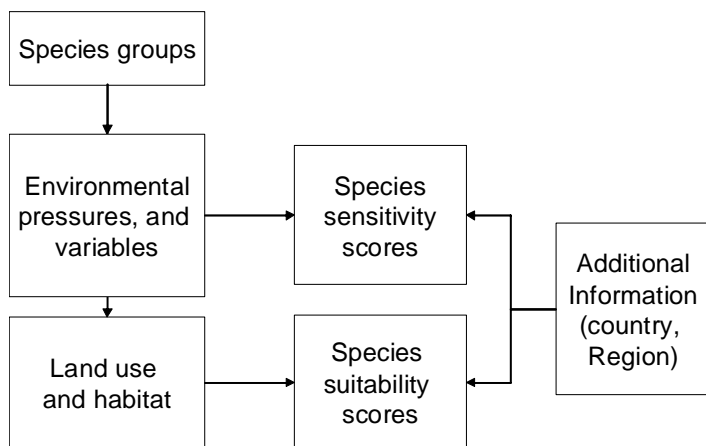 Species groups
Environmental
pressures, and
variables
Species
sensitivity
scores
Additional
Information
(country,
Region)
Land use
and habitat
Species
suitability
scores